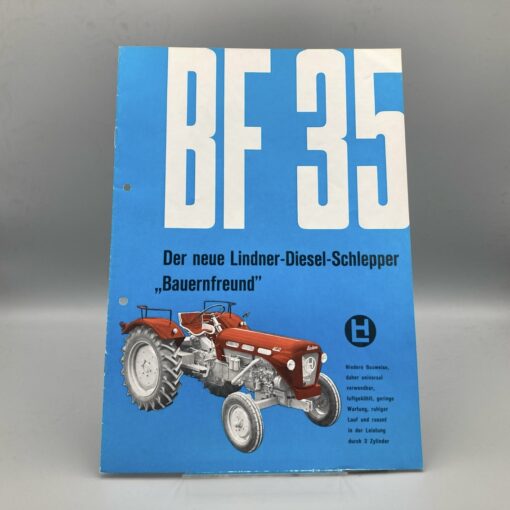 BF 35
Der neue Lindner-Diesel-Schlepper
„Bauernfreund"
Niedere Bauweise,
daher universal
verwendbar,
luftgekühlt, geringe
Wartung, ruhiger
Lauf und rasant
in der Leistung
durch 3 Zylinder